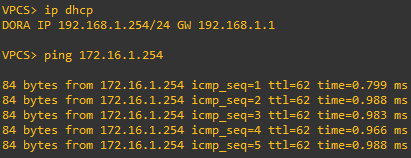 VPCS> ip dhcp
DORA IP 192.168.1.254/24 GW 192.168.1.1
VPCS> ping 172.16.1.254
84 bytes from 172.16.1.254 icmp_seq=1 ttl=62 time=0.799 ms
84 bytes from 172.16.1.254 icmp_seq=2 ttl=62 time=0.988 ms
84 bytes from 172.16.1.254 icmp_seq=3 ttl=62 time=0.983 ms
84 bytes from 172.16.1.254 icmp_seq=4 ttl=62 time=0.966 ms
84 bytes from 172.16.1.254 icmp_seq=5 ttl=62 time=0.988 ms